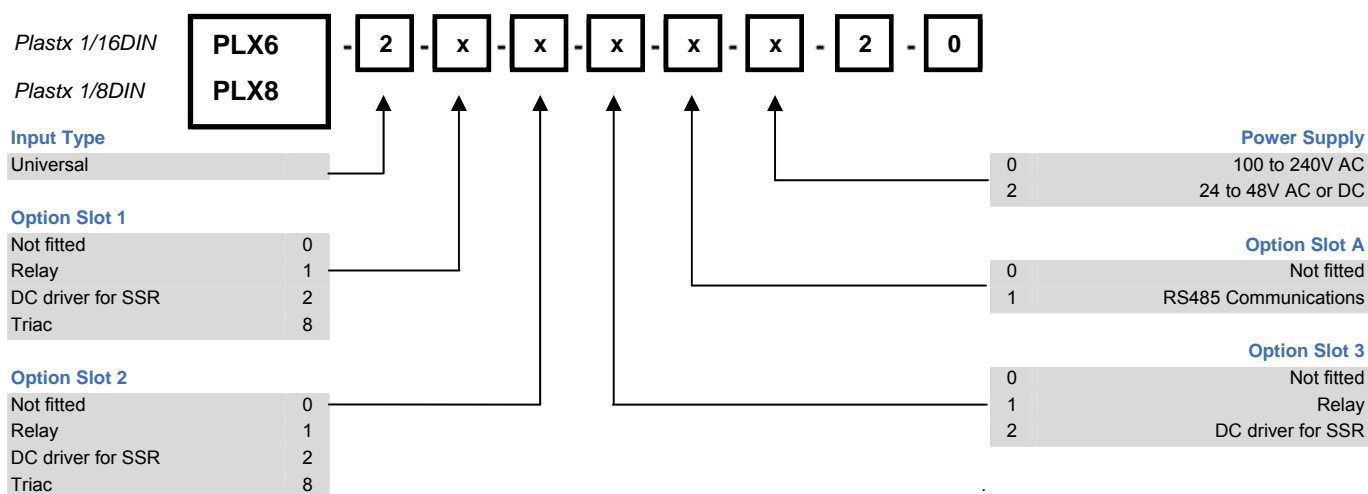 Plastx 1/16DIN PLX6 - 2 - x - x - x - x - x - 2 - 0
Plastx 1/8DIN PLX8
Input Type
Universal
Option Slot 1
Not fitted 0
Relay 1
DC driver for SSR 2
Triac 8
Option Slot 2
Not fitted 0
Relay 1
DC driver for SSR 2
Triac 8
Power Supply
0 100 to 240V AC
2 24 to 48V AC or DC
Option Slot A
0 Not fitted
1 RS485 Communications
Option Slot 3
0 Not fitted
1 Relay
2 DC driver for SSR
.